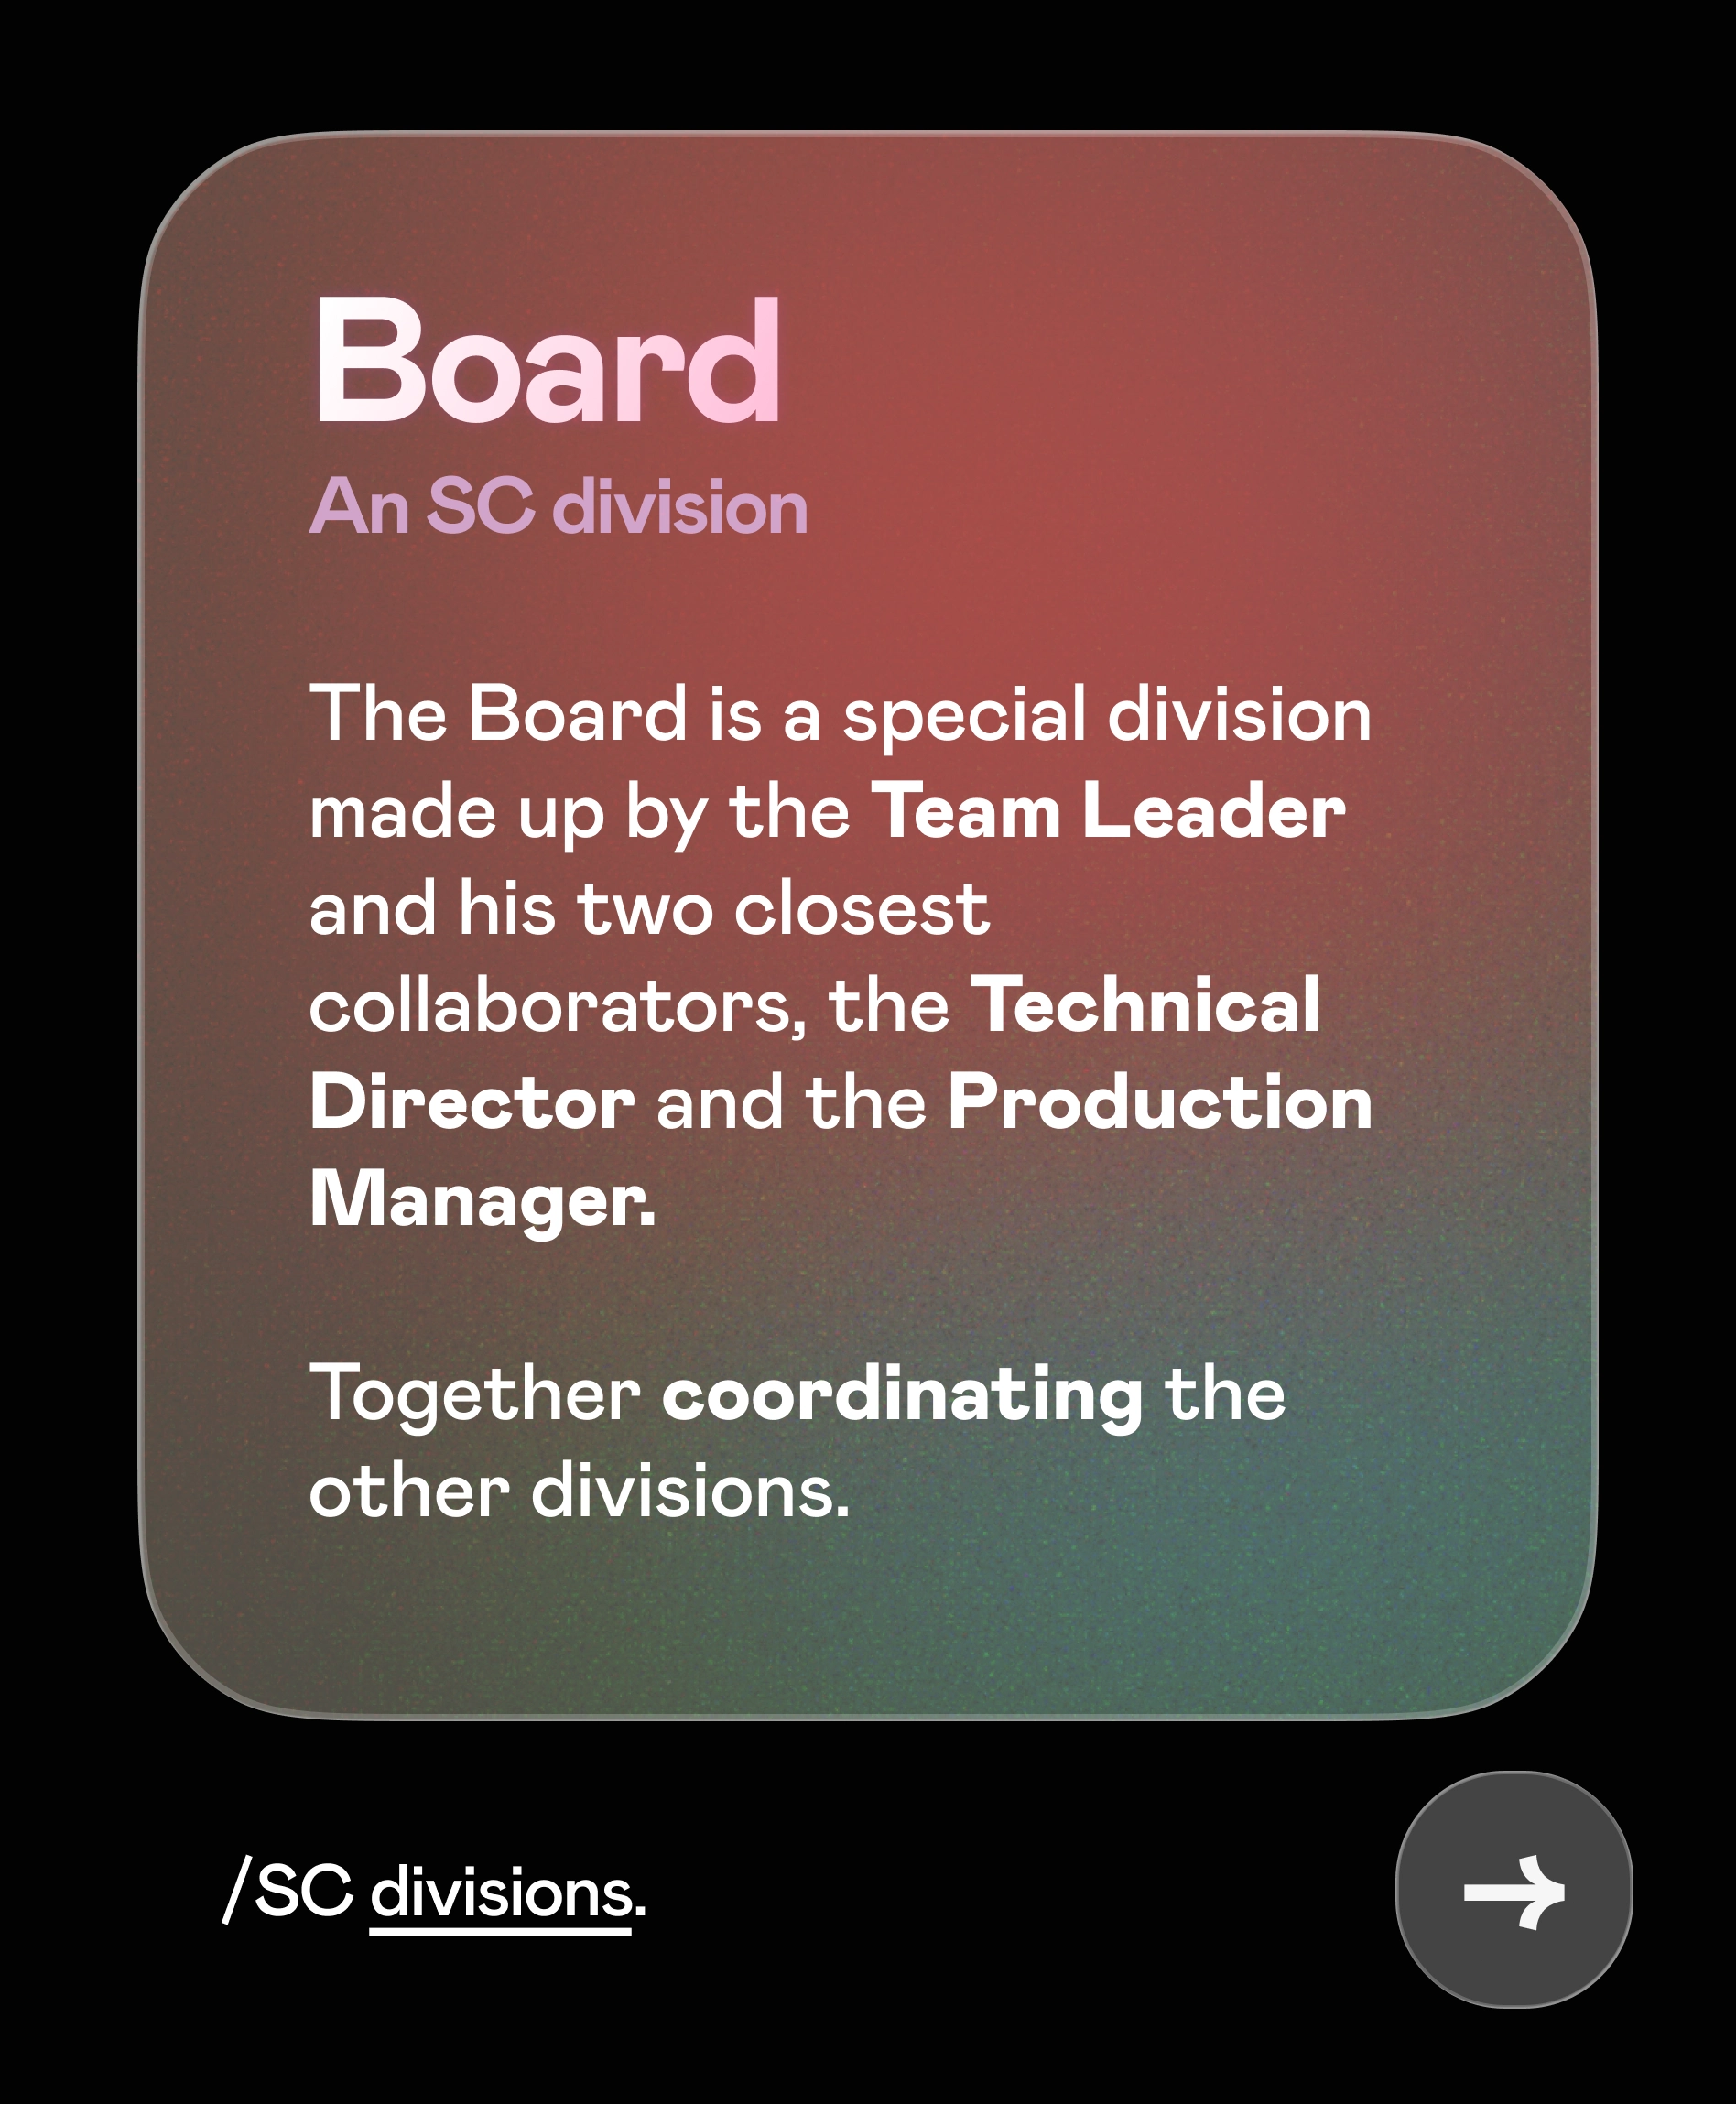 Board
An SC division
The Board is a special division
made up by the Team Leader
and his two closest
collaborators, the Technical
Director and the Production
Manager.
Together coordinating the
other divisions.
/SC divisions.